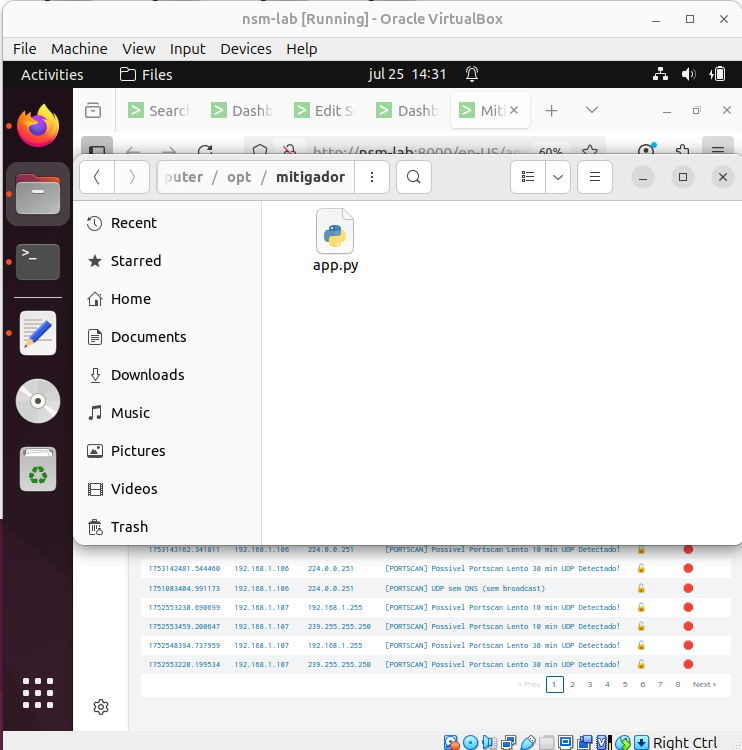 nsm-lab [Running] - Oracle VirtualBox
File Machine View Input Devices Help
Activities Files jul 25 14:31
Search Dashb Edit S Dashb Miti
http://nsm-lab:8000/en-US/ap 60%
puter / opt / mitigador
Recent
Starred
Home
Documents
Downloads
Music
Pictures
Videos
Trash
app.py
1753143162.341811 192.168.1.106 224.0.0.251 [PORTSCAN] Possivel Portscan Lento 10 min UDP Detectado!
1753142481.544460 192.168.1.106 224.0.0.251 [PORTSCAN] Possivel Portscan Lento 30 min UDP Detectado!
1751083404.991173 192.168.1.106 224.0.0.251 [PORTSCAN] UDP sem DNS (sem broadcast)
1752553230.690699 192.168.1.107 192.168.1.255 [PORTSCAN] Possivel Portscan Lento 10 min UDP Detectado!
1752553459.200647 192.168.1.107 239.255.255.250 [PORTSCAN] Possivel Portscan Lento 10 min UDP Detectado!
1752548394.737959 192.168.1.107 192.168.1.255 [PORTSCAN] Possivel Portscan Lento 30 min UDP Detectado!
1752553220.199534 192.168.1.107 239.255.255.250 [PORTSCAN] Possivel Portscan Lento 30 min UDP Detectado!
« Prev 1 2 3 4 5 6 7 8 Next »
Right Ctrl